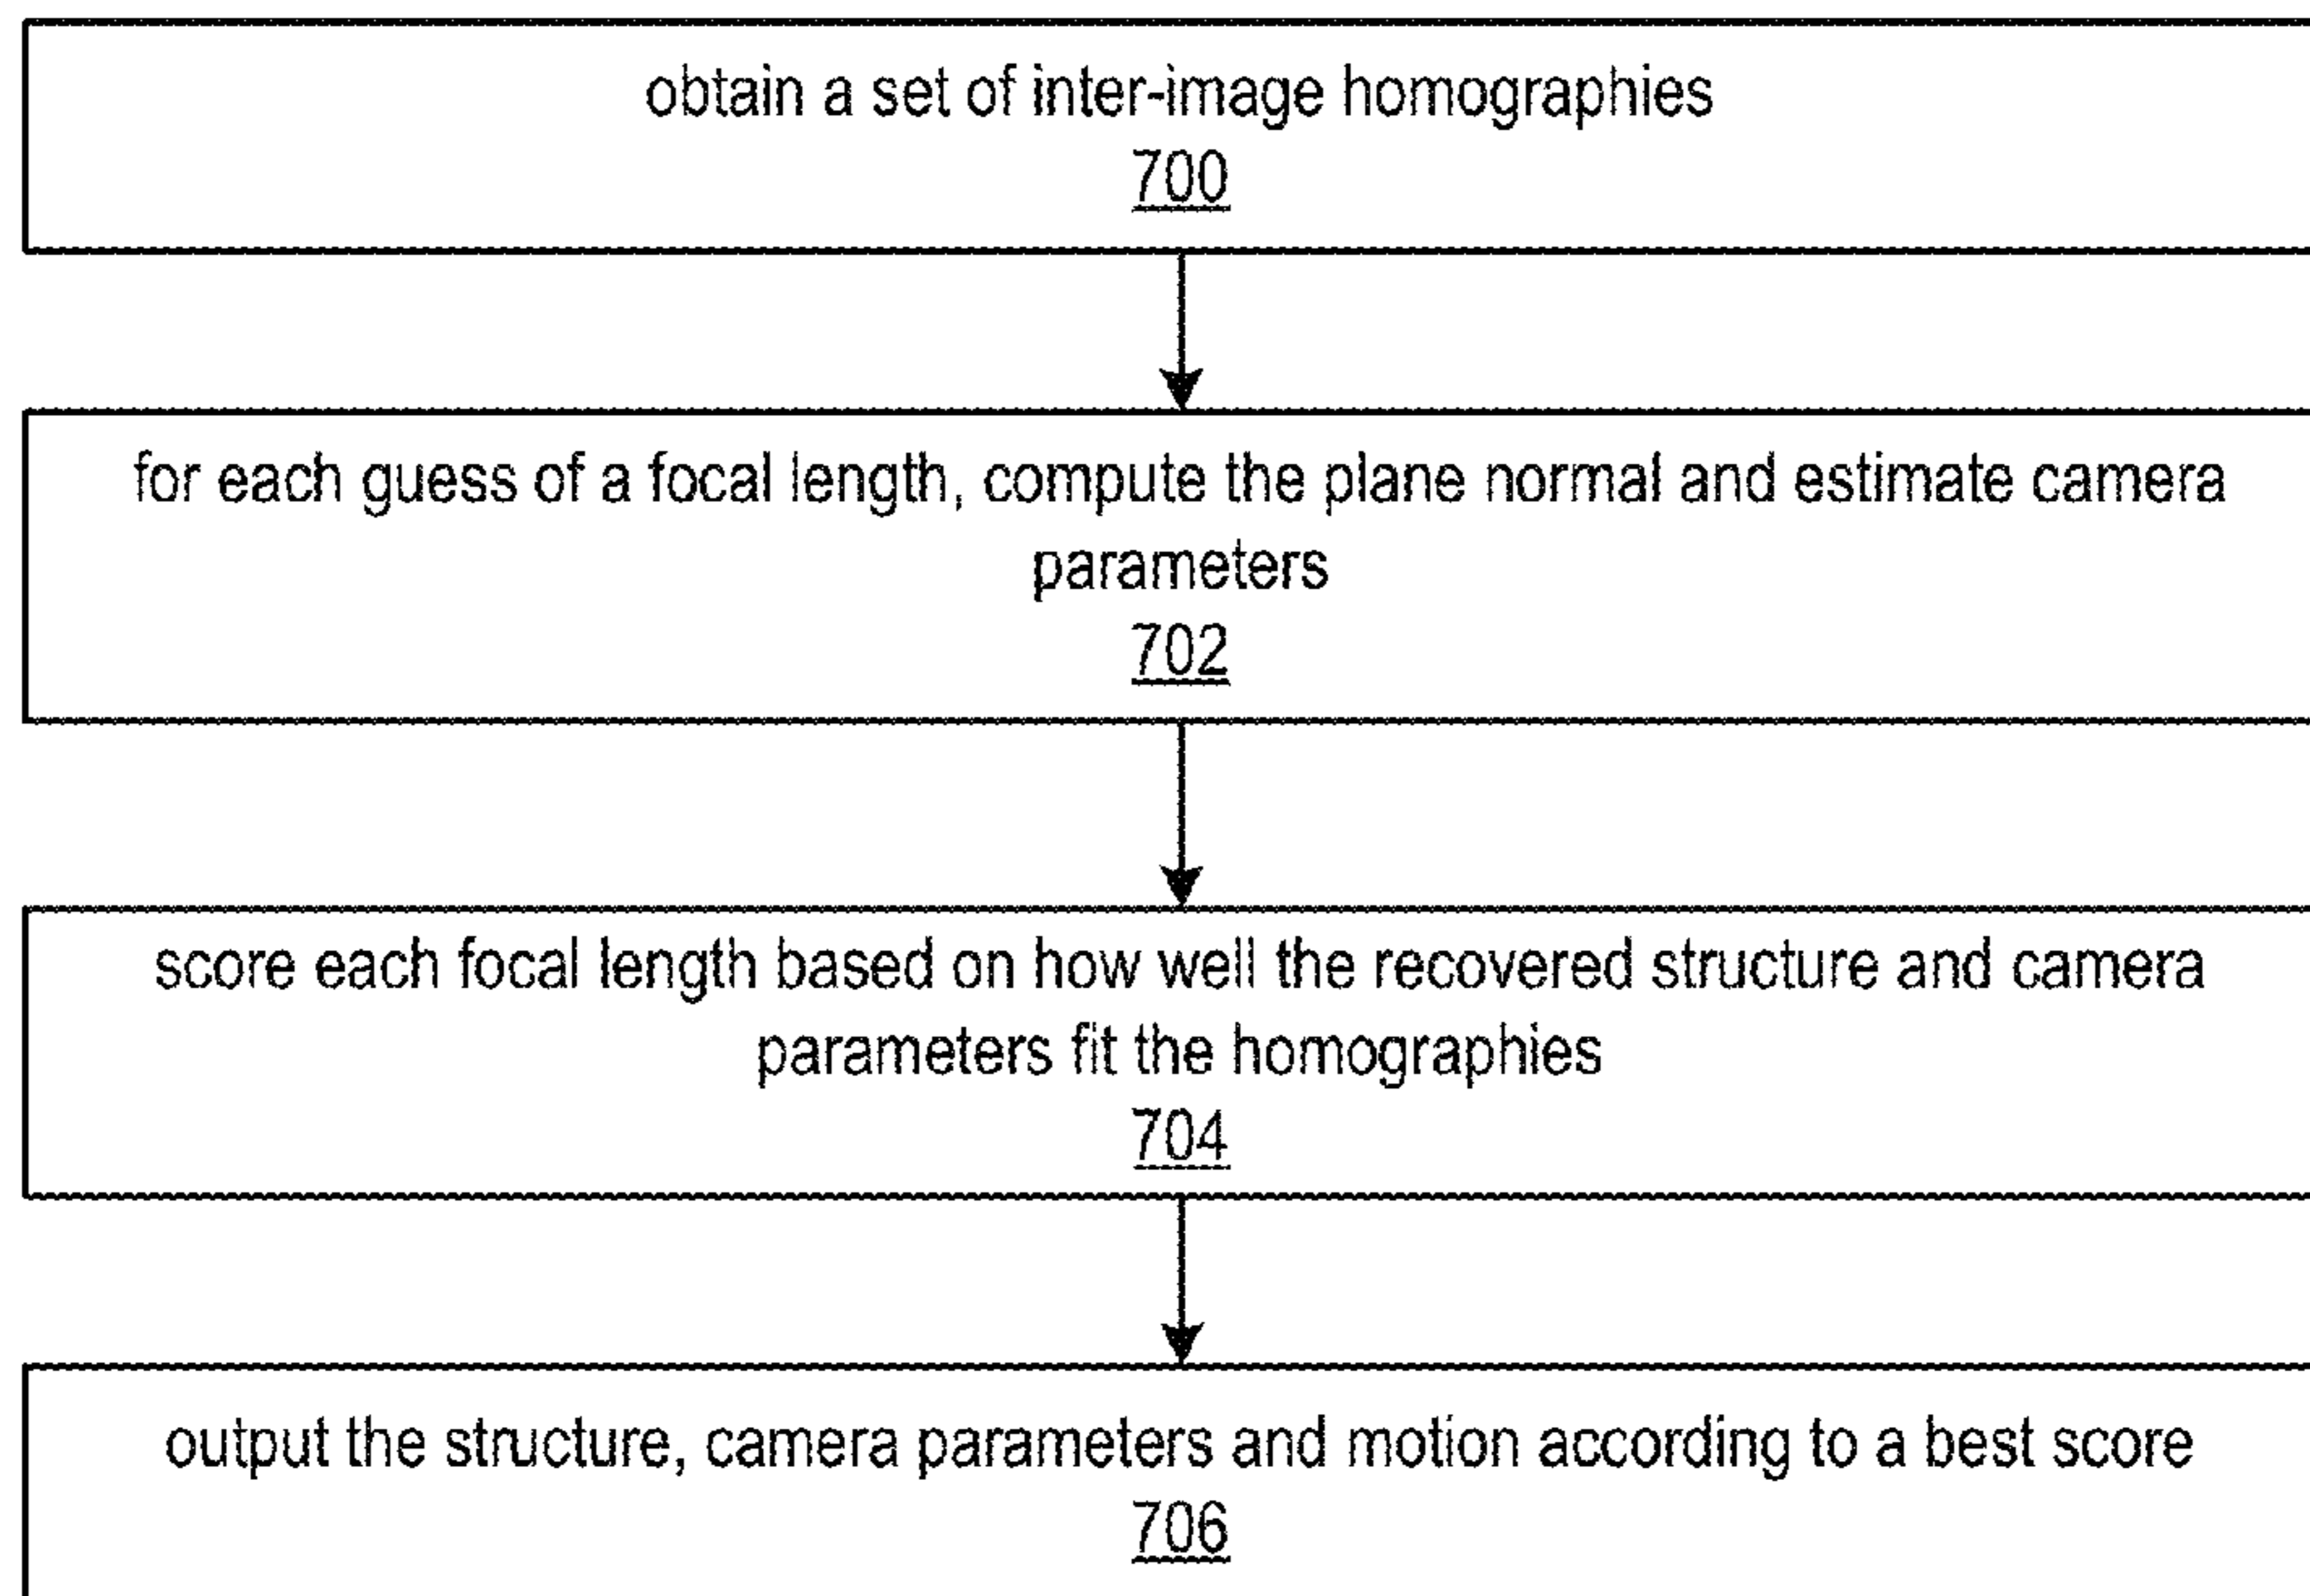 obtain a set of inter-image homographies
700
for each guess of a focal length, compute the plane normal and estimate camera
parameters
702
score each focal length based on how well the recovered structure and camera
parameters fit the homographies
704
output the structure, camera parameters and motion according to a best score
706